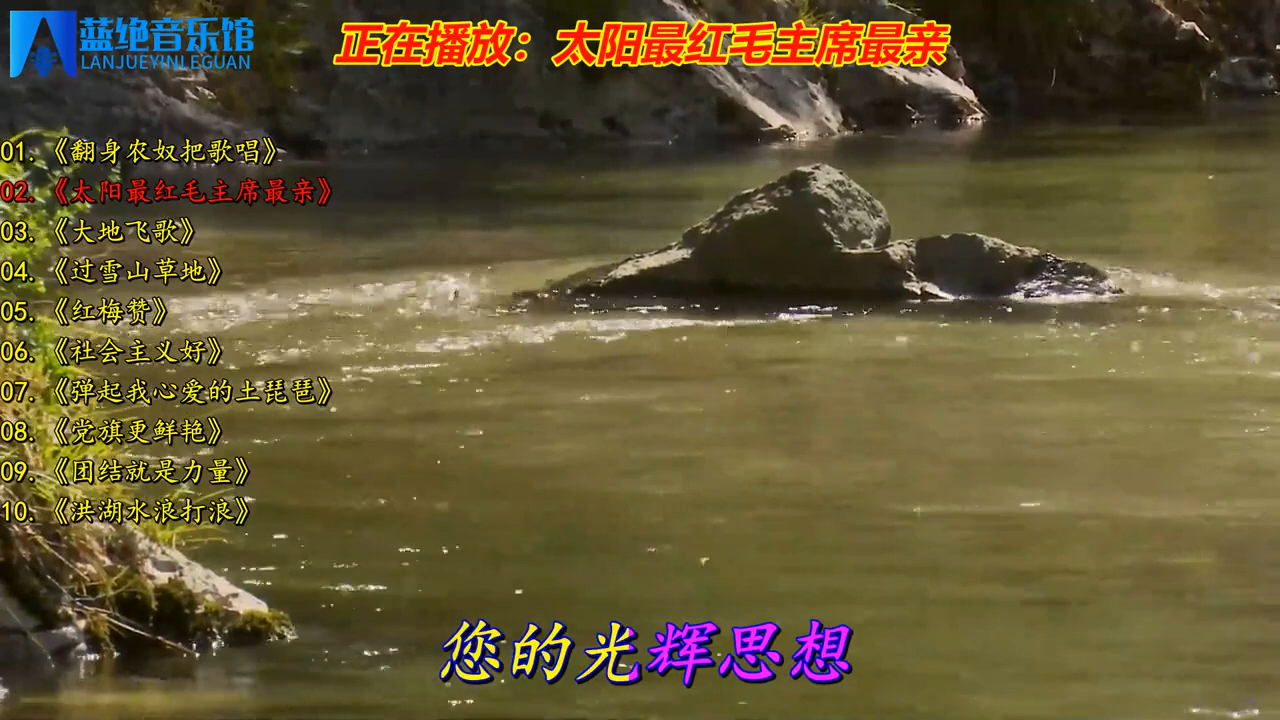 蓝绝音乐馆
LANJUEYINLEGUAN
正在播放：太阳最红毛主席最亲
01.《翻身农奴把歌唱》
02.《太阳最红毛主席最亲》
03.《大地飞歌》
04.《过雪山草地》
05.《红梅赞》
06.《社会主义好》
07.《弹起我心爱的土琵琶》
08.《党旗更鲜艳》
09.《团结就是力量》
10.《洪湖水浪打浪》
您的光辉思想